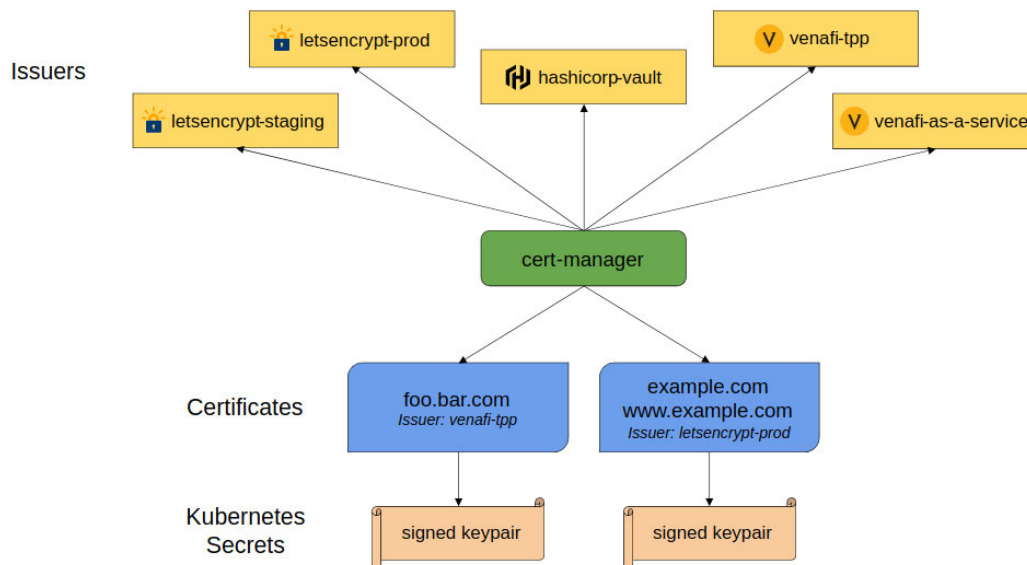 Issuers
letsencrypt-prod
venafi-tpp
hashicorp-vault
letsencrypt-staging
venafi-as-a-service
cert-manager
Certificates
foo.bar.com
Issuer: venafi-tpp
example.com
www.example.com
Issuer: letsencrypt-prod
Kubernetes
Secrets
signed keypair
signed keypair